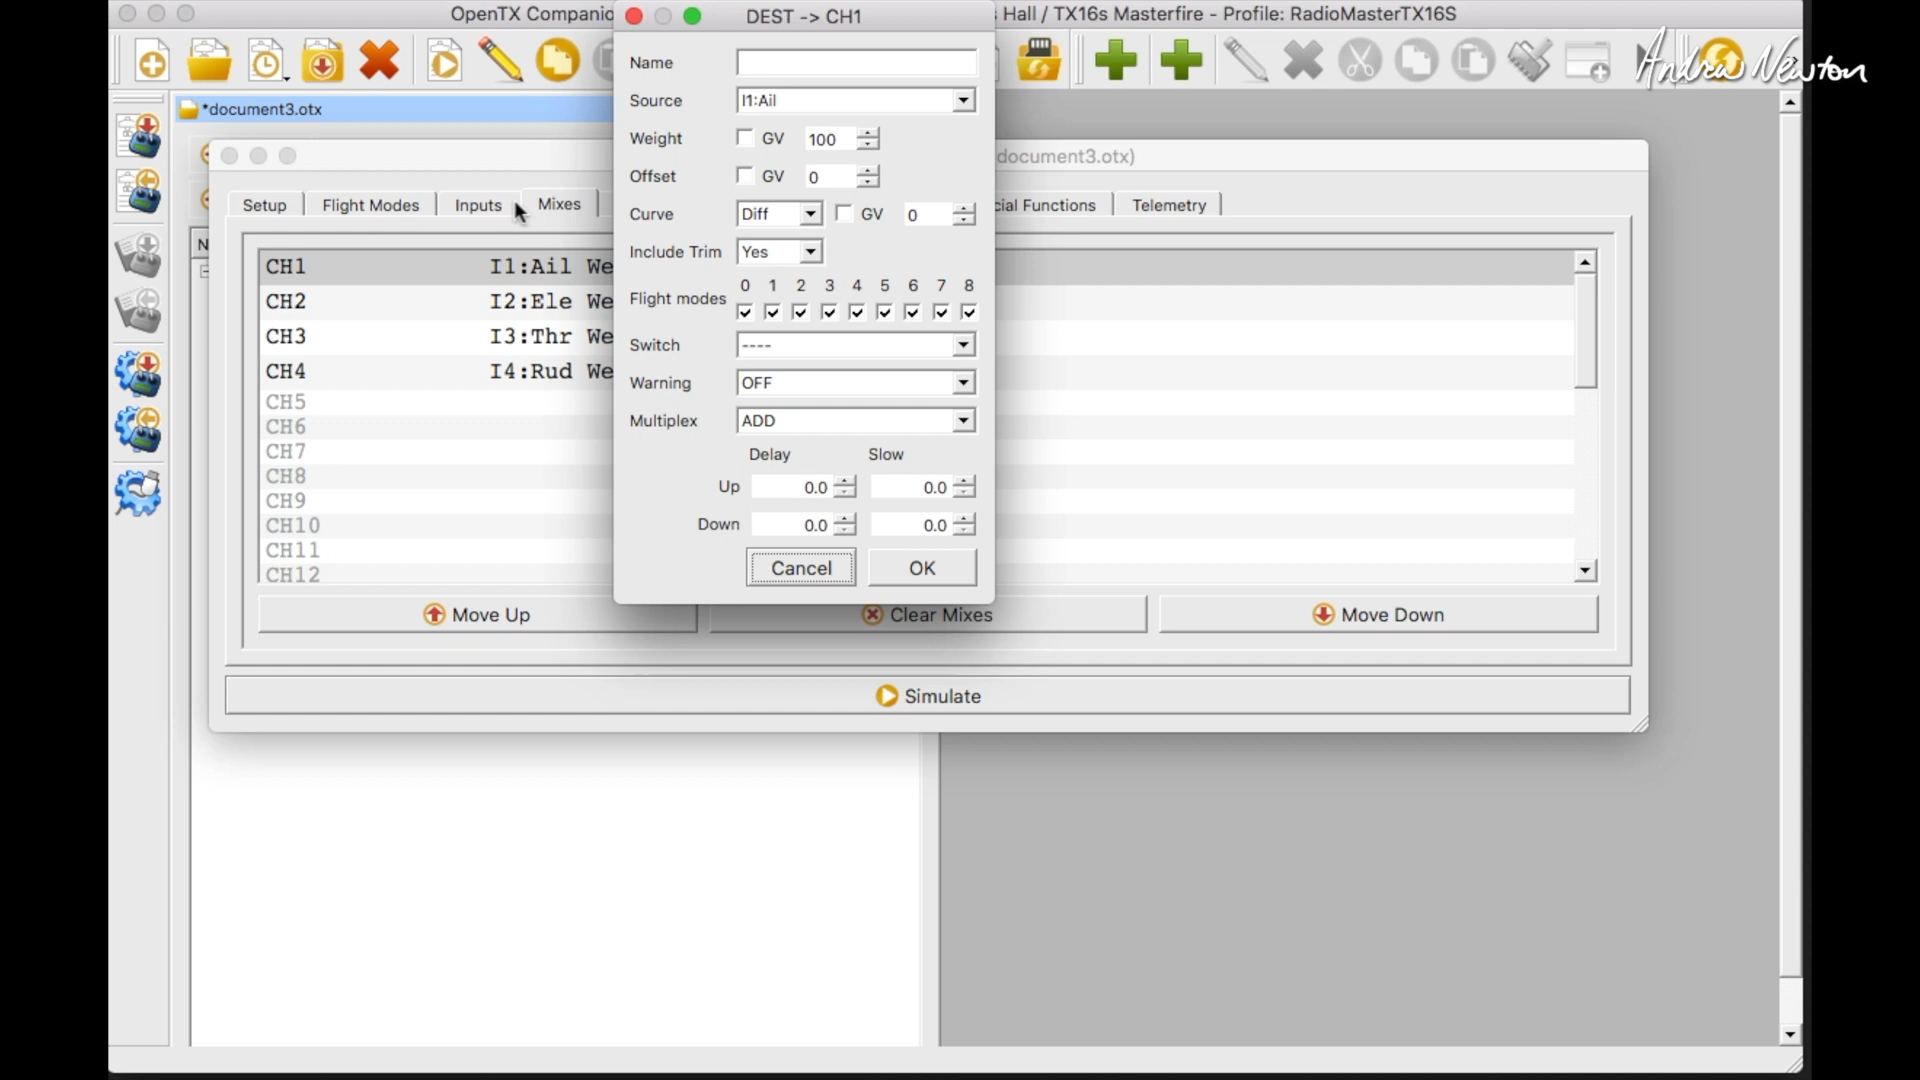 OpenTX Companio
DEST -> CH1
Hall / TX16s Masterfire - Profile: RadioMasterTX16S
Andrew Newton
*document3.otx
document3.otx)
Setup
Flight Modes
Inputs
Mixes
cial Functions
Telemetry
N
CH1 I1:Ail We
CH2 I2:Ele We
CH3 I3:Thr We
CH4 I4:Rud We
CH5
CH6
CH7
CH8
CH9
CH10
CH11
CH12
Name
Source I1:Ail
Weight GV 100
Offset GV 0
Curve Diff GV 0
Include Trim Yes
0 1 2 3 4 5 6 7 8
Flight modes
Switch ----
Warning OFF
Multiplex ADD
Delay Slow
Up 0.0 0.0
Down 0.0 0.0
Cancel OK
Move Up
Clear Mixes
Move Down
Simulate